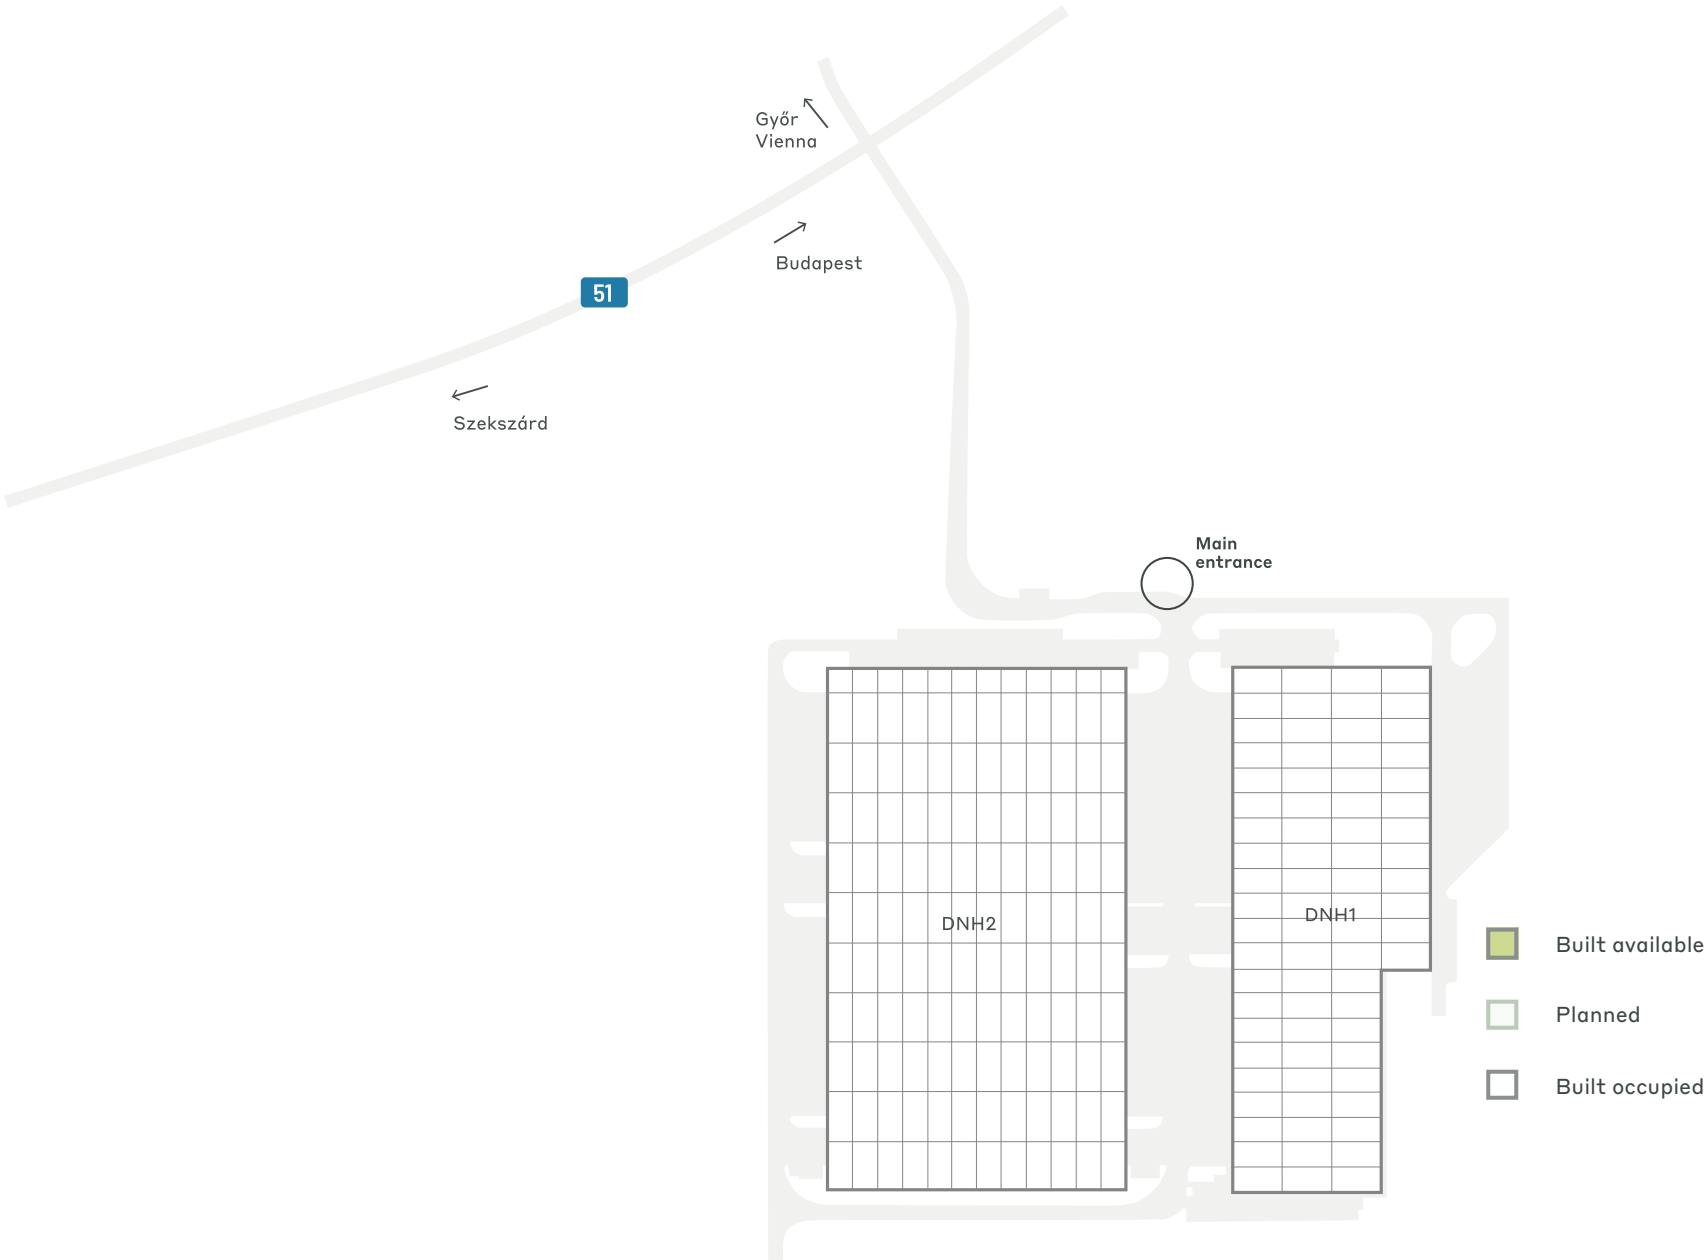 Győr
Vienna
Budapest
51
Szekszárd
Main
entrance
DNH2
DNH1
Built available
Planned
Built occupied